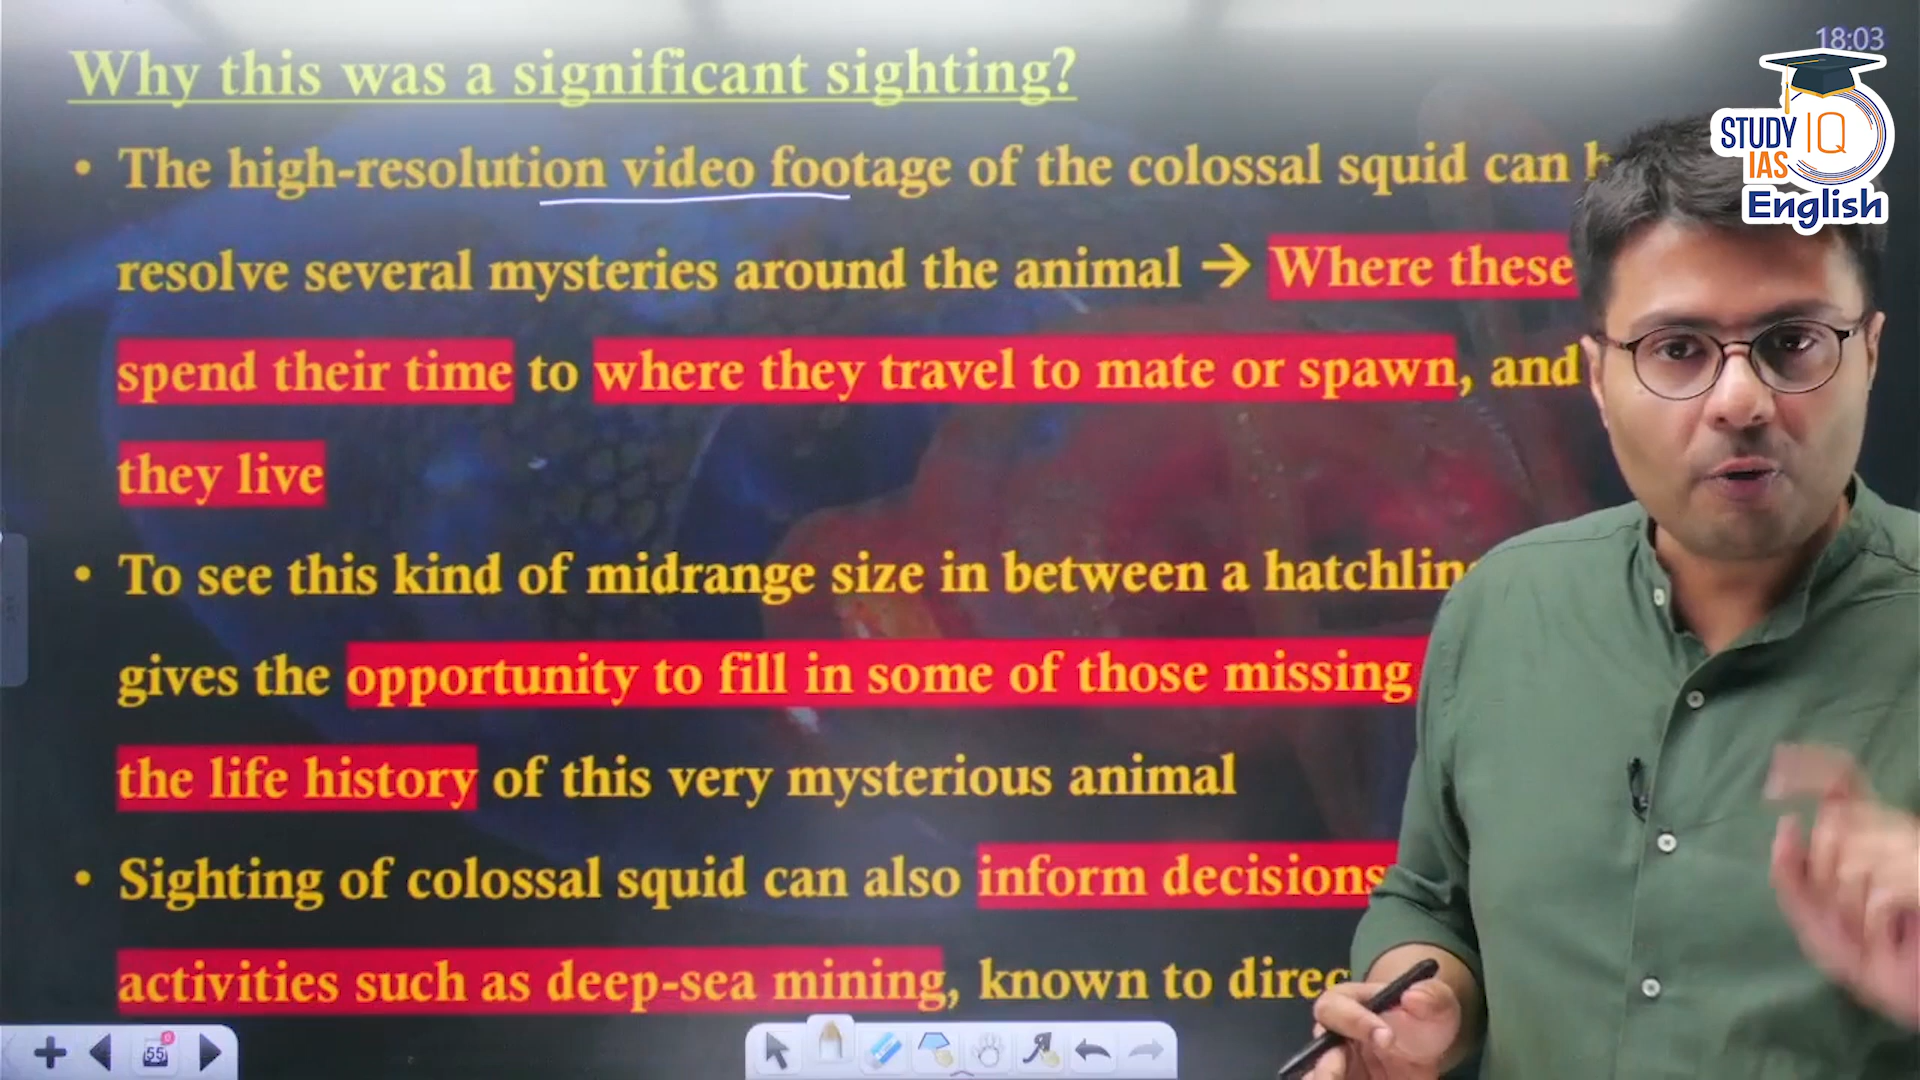 Why this was a significant sighting?
18:03
STUDY IQ
IAS
English
• The high-resolution video footage of the colossal squid can
resolve several mysteries around the animal → Where these
spend their time to where they travel to mate or spawn, and
they live
• To see this kind of midrange size in between a
gives the opportunity to fill in some of those missing
the life history of this very mysterious animal
• Sighting of colossal squid can also inform decisions
activities such as deep-sea mining, known to
55